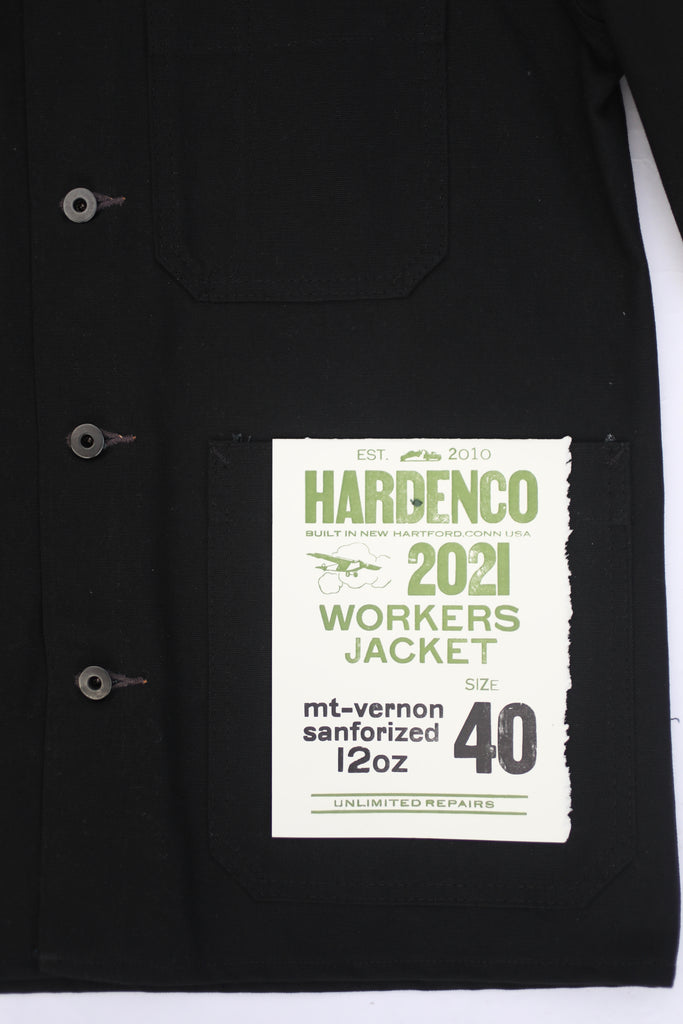 EST. 2010
HARDENCO
BUILT IN NEW HARTFORD,CONN USA
2021
WORKERS
JACKET
SIZE
mt-vernon
sanforized
12oz
40
UNLIMITED REPAIRS